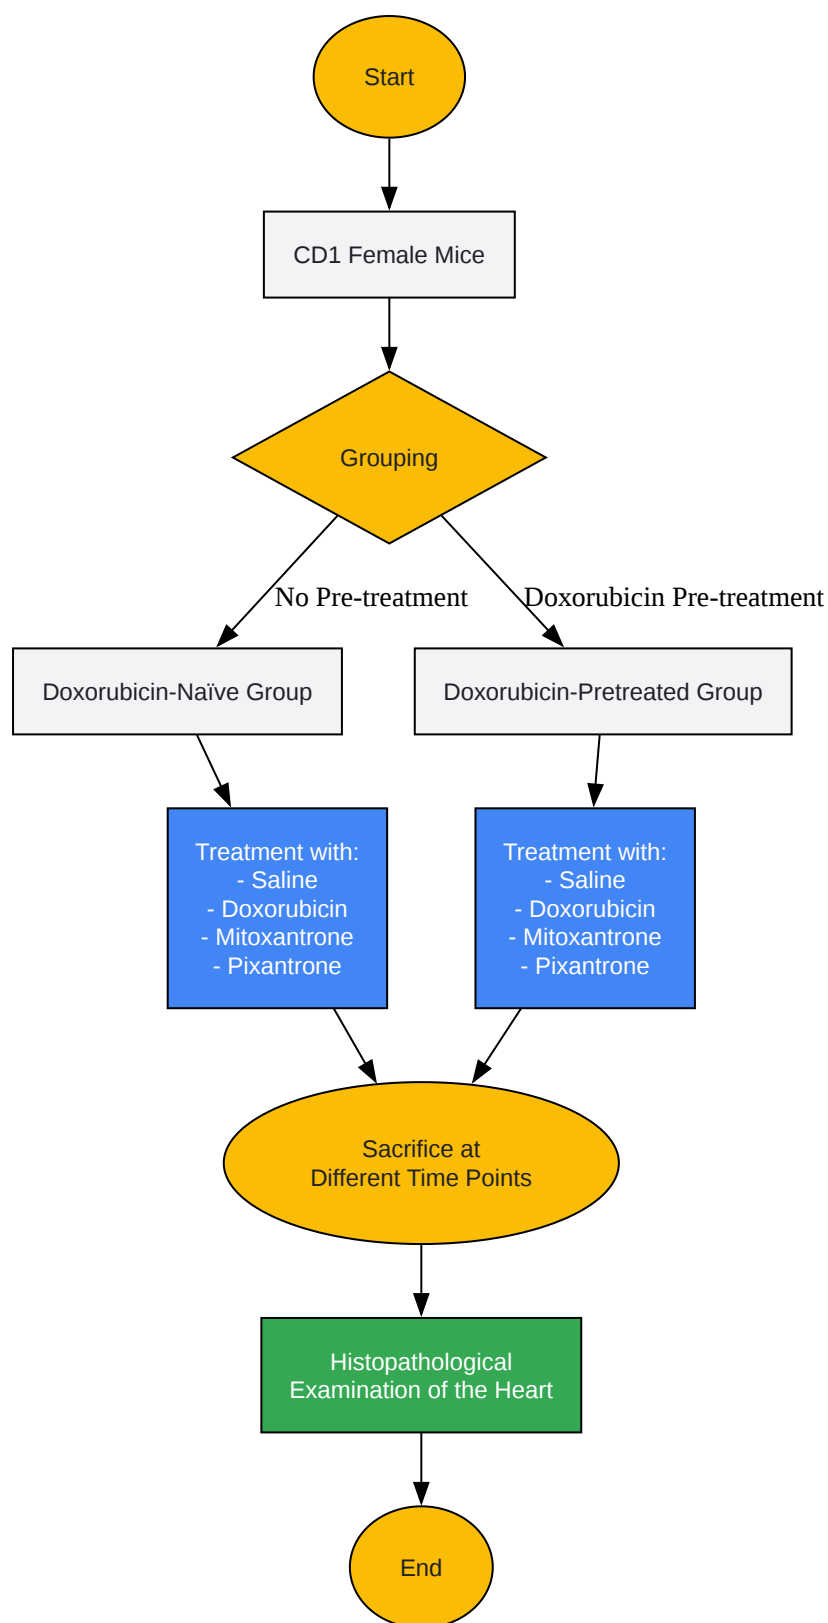 Start
CD1 Female Mice
Grouping
No Pre-treatment
Doxorubicin Pre-treatment
Doxorubicin-Naïve Group
Doxorubicin-Pretreated Group
Treatment with:
- Saline
- Doxorubicin
- Mitoxantrone
- Pixantrone
Treatment with:
- Saline
- Doxorubicin
- Mitoxantrone
- Pixantrone
Sacrifice at
Different Time Points
Histopathological
Examination of the Heart
End